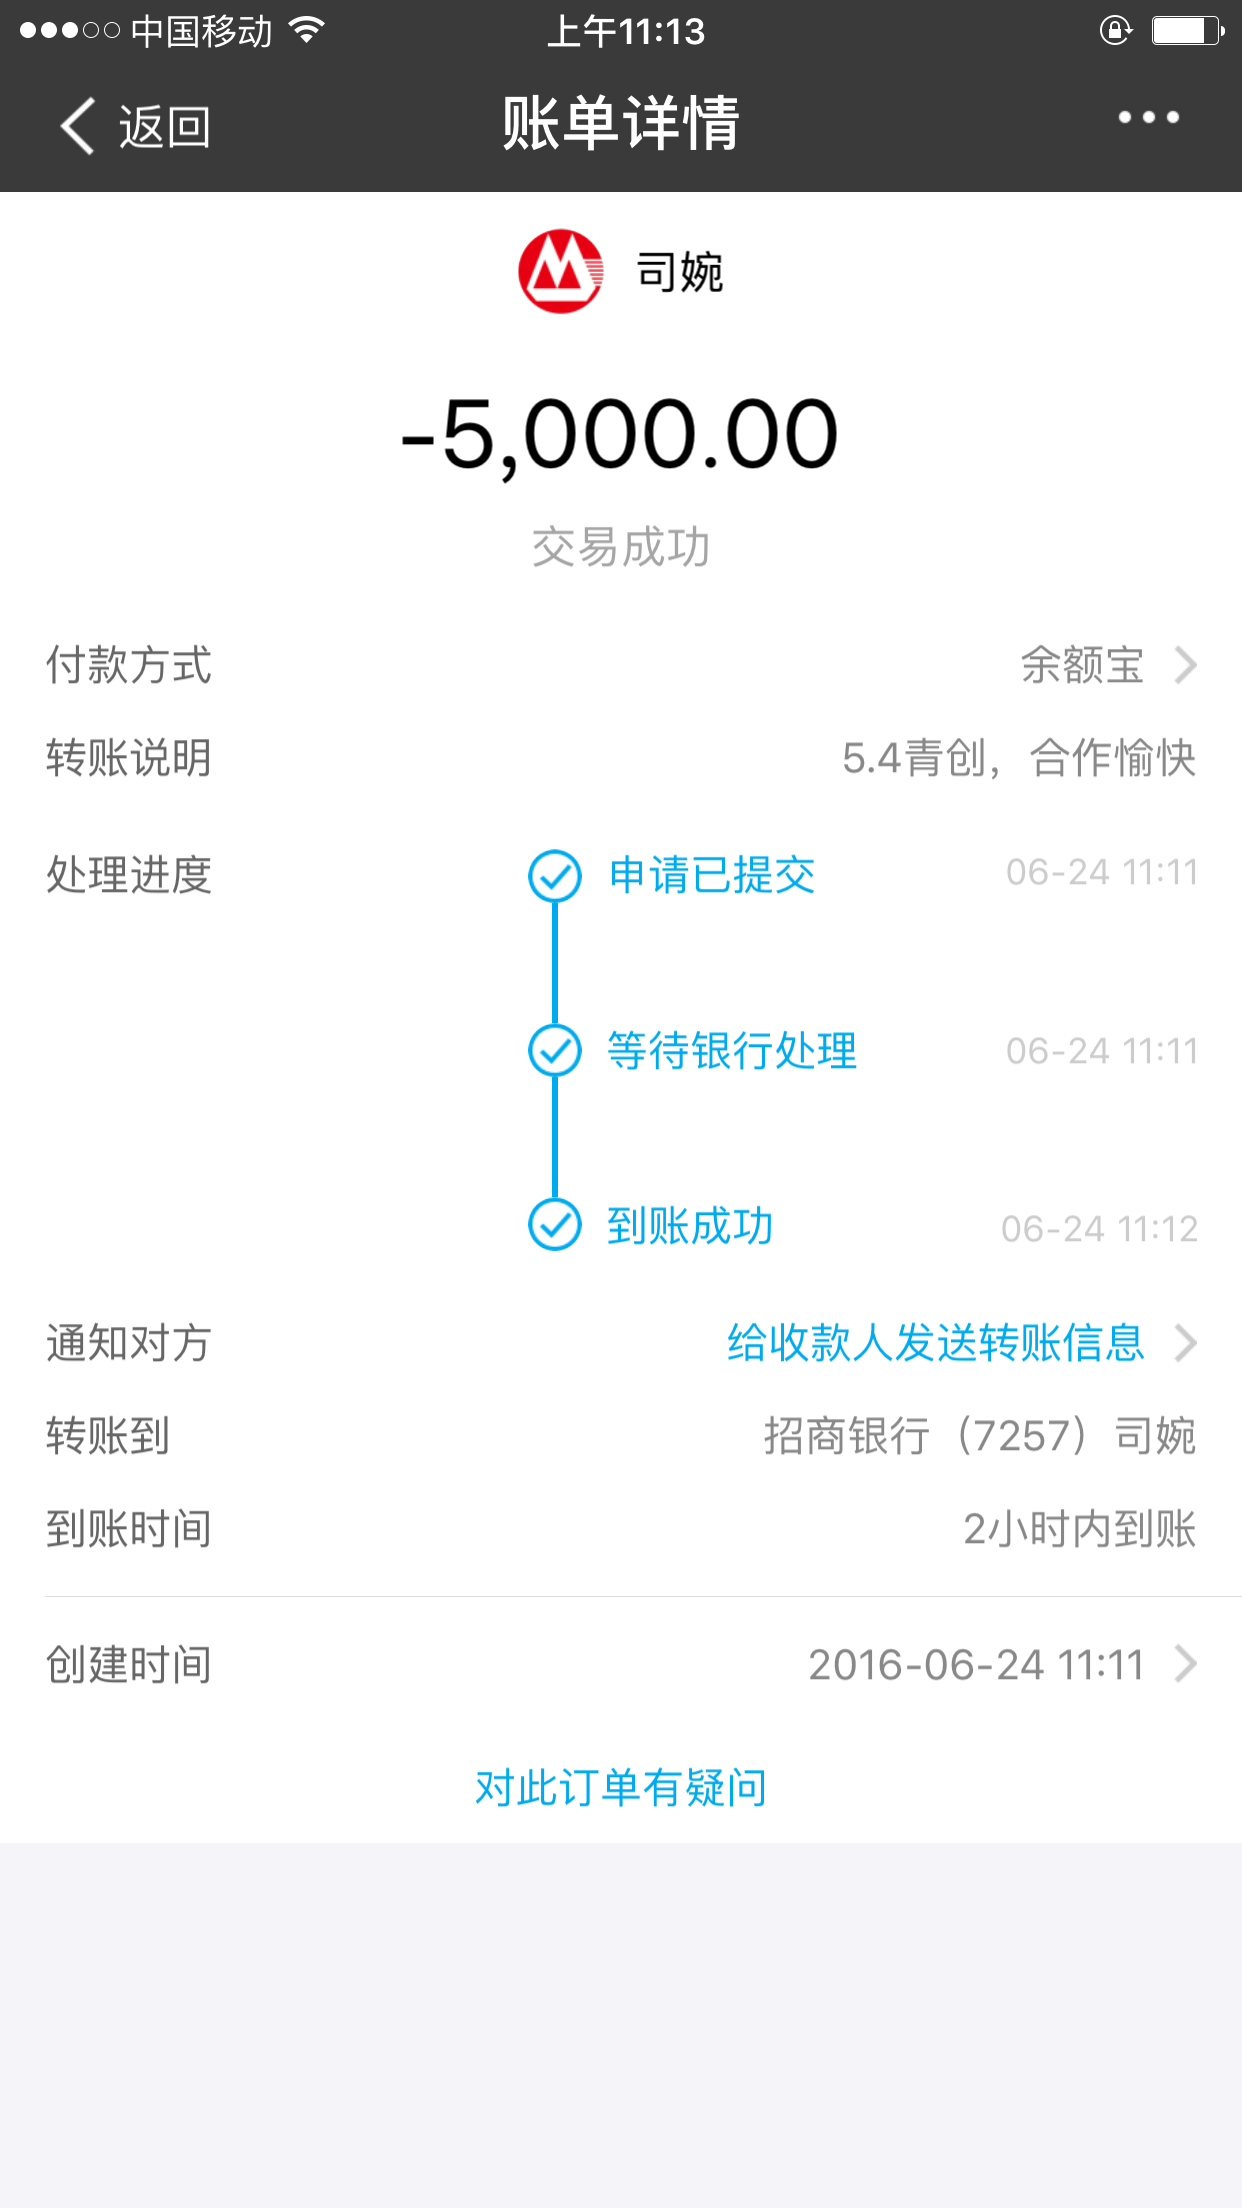 中国移动 上午11:13
返回 账单详情
司婉
-5,000.00
交易成功
付款方式 余额宝
转账说明 5.4青创，合作愉快
处理进度 申请已提交 06-24 11:11
等待银行处理 06-24 11:11
到账成功 06-24 11:12
通知对方 给收款人发送转账信息
转账到 招商银行（7257）司婉
到账时间 2小时内到账
创建时间 2016-06-24 11:11
对此订单有疑问